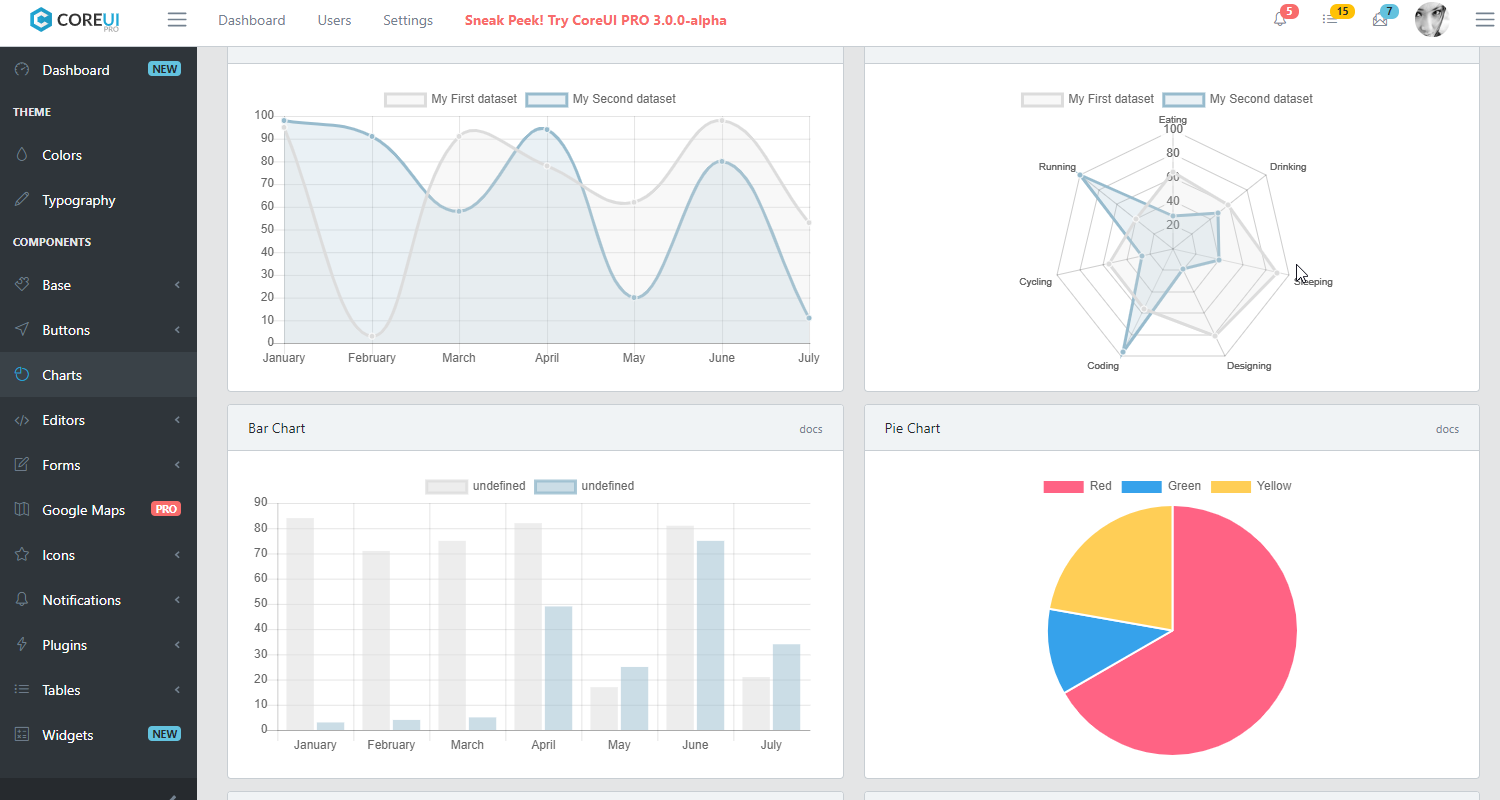 COREUI PRO Dashboard Users Settings Sneak Peek! Try CoreUI PRO 3.0.0-alpha 5 15 7
Dashboard NEW
THEME
Colors
Typography
COMPONENTS
Base
Buttons
Charts
Editors
Forms
Google Maps PRO
Icons
Notifications
Plugins
Tables
Widgets NEW
My First dataset My Second dataset
100
90
80
70
60
50
40
30
20
10
0
January February March April May June July
My First dataset My Second dataset
Eating
100
80
60
40
20
Running
Drinking
Cycling
Sleeping
Coding
Designing
Bar Chart docs
undefined undefined
90
80
70
60
50
40
30
20
10
0
January February March April May June July
Pie Chart docs
Red Green Yellow